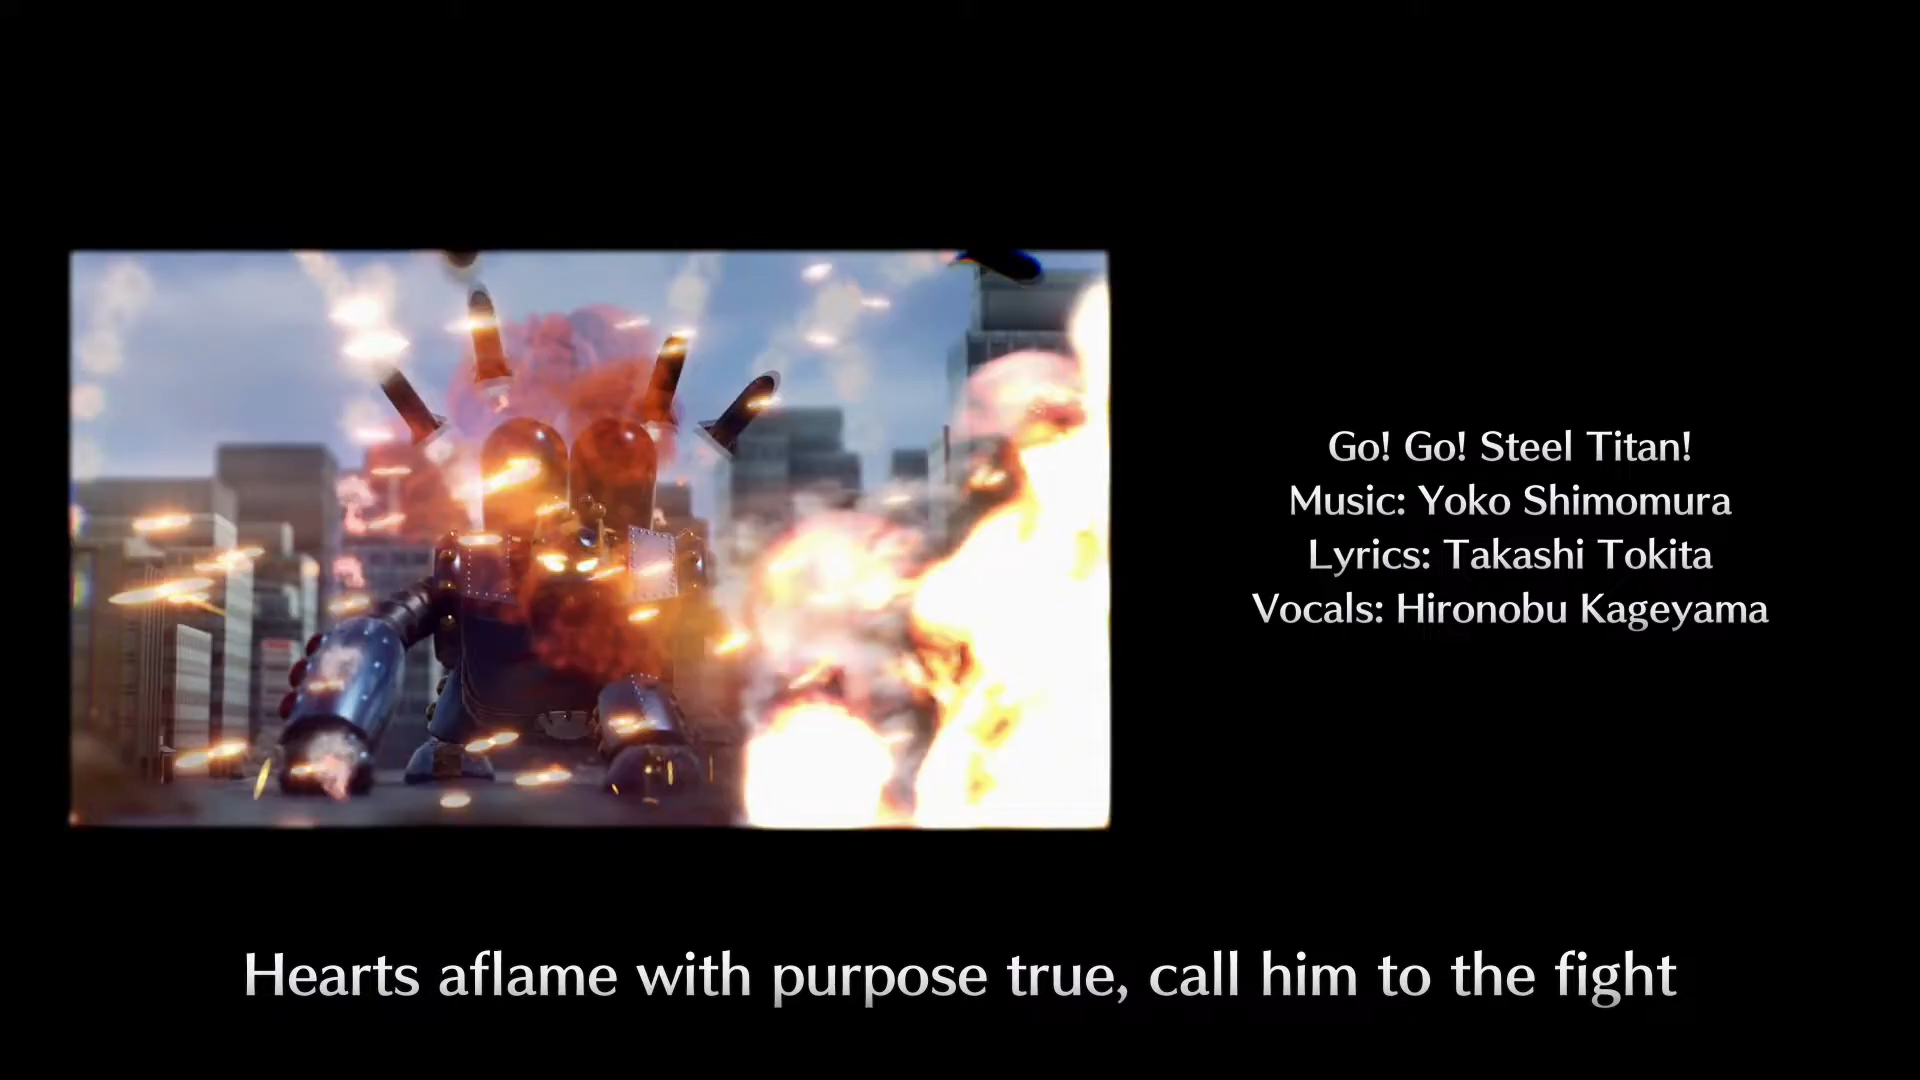 Go! Go! Steel Titan!
Music: Yoko Shimomura
Lyrics: Takashi Tokita
Vocals: Hironobu Kageyama
Hearts aflame with purpose true, call him to the fight